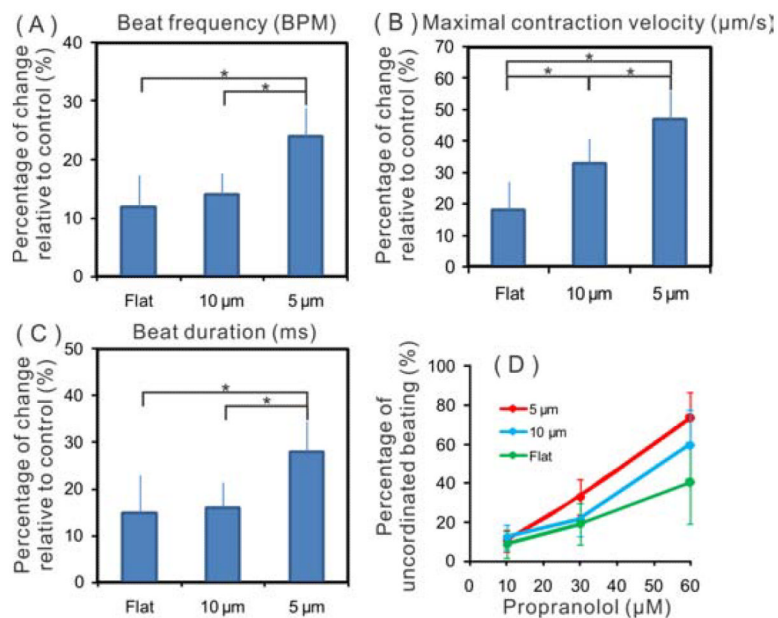 (A) Beat frequency (BPM)
Percentage of change
relative to control (%)
40
30
20
10
0
*
*
Flat 10 µm 5 µm
(B) Maximal contraction velocity (µm/s)
Percentage of change
relative to control (%)
70
60
50
40
30
20
10
0
*
* *
Flat 10 µm 5 µm
(C) Beat duration (ms)
Percentage of change
relative to control (%)
50
40
30
20
10
0
*
*
Flat 10 µm 5 µm
(D)
Percentage of
uncordinated beating (%)
100
80
60
40
20
0
5 µm
10 µm
Flat
0 10 20 30 40 50 60
Propranolol (µM)